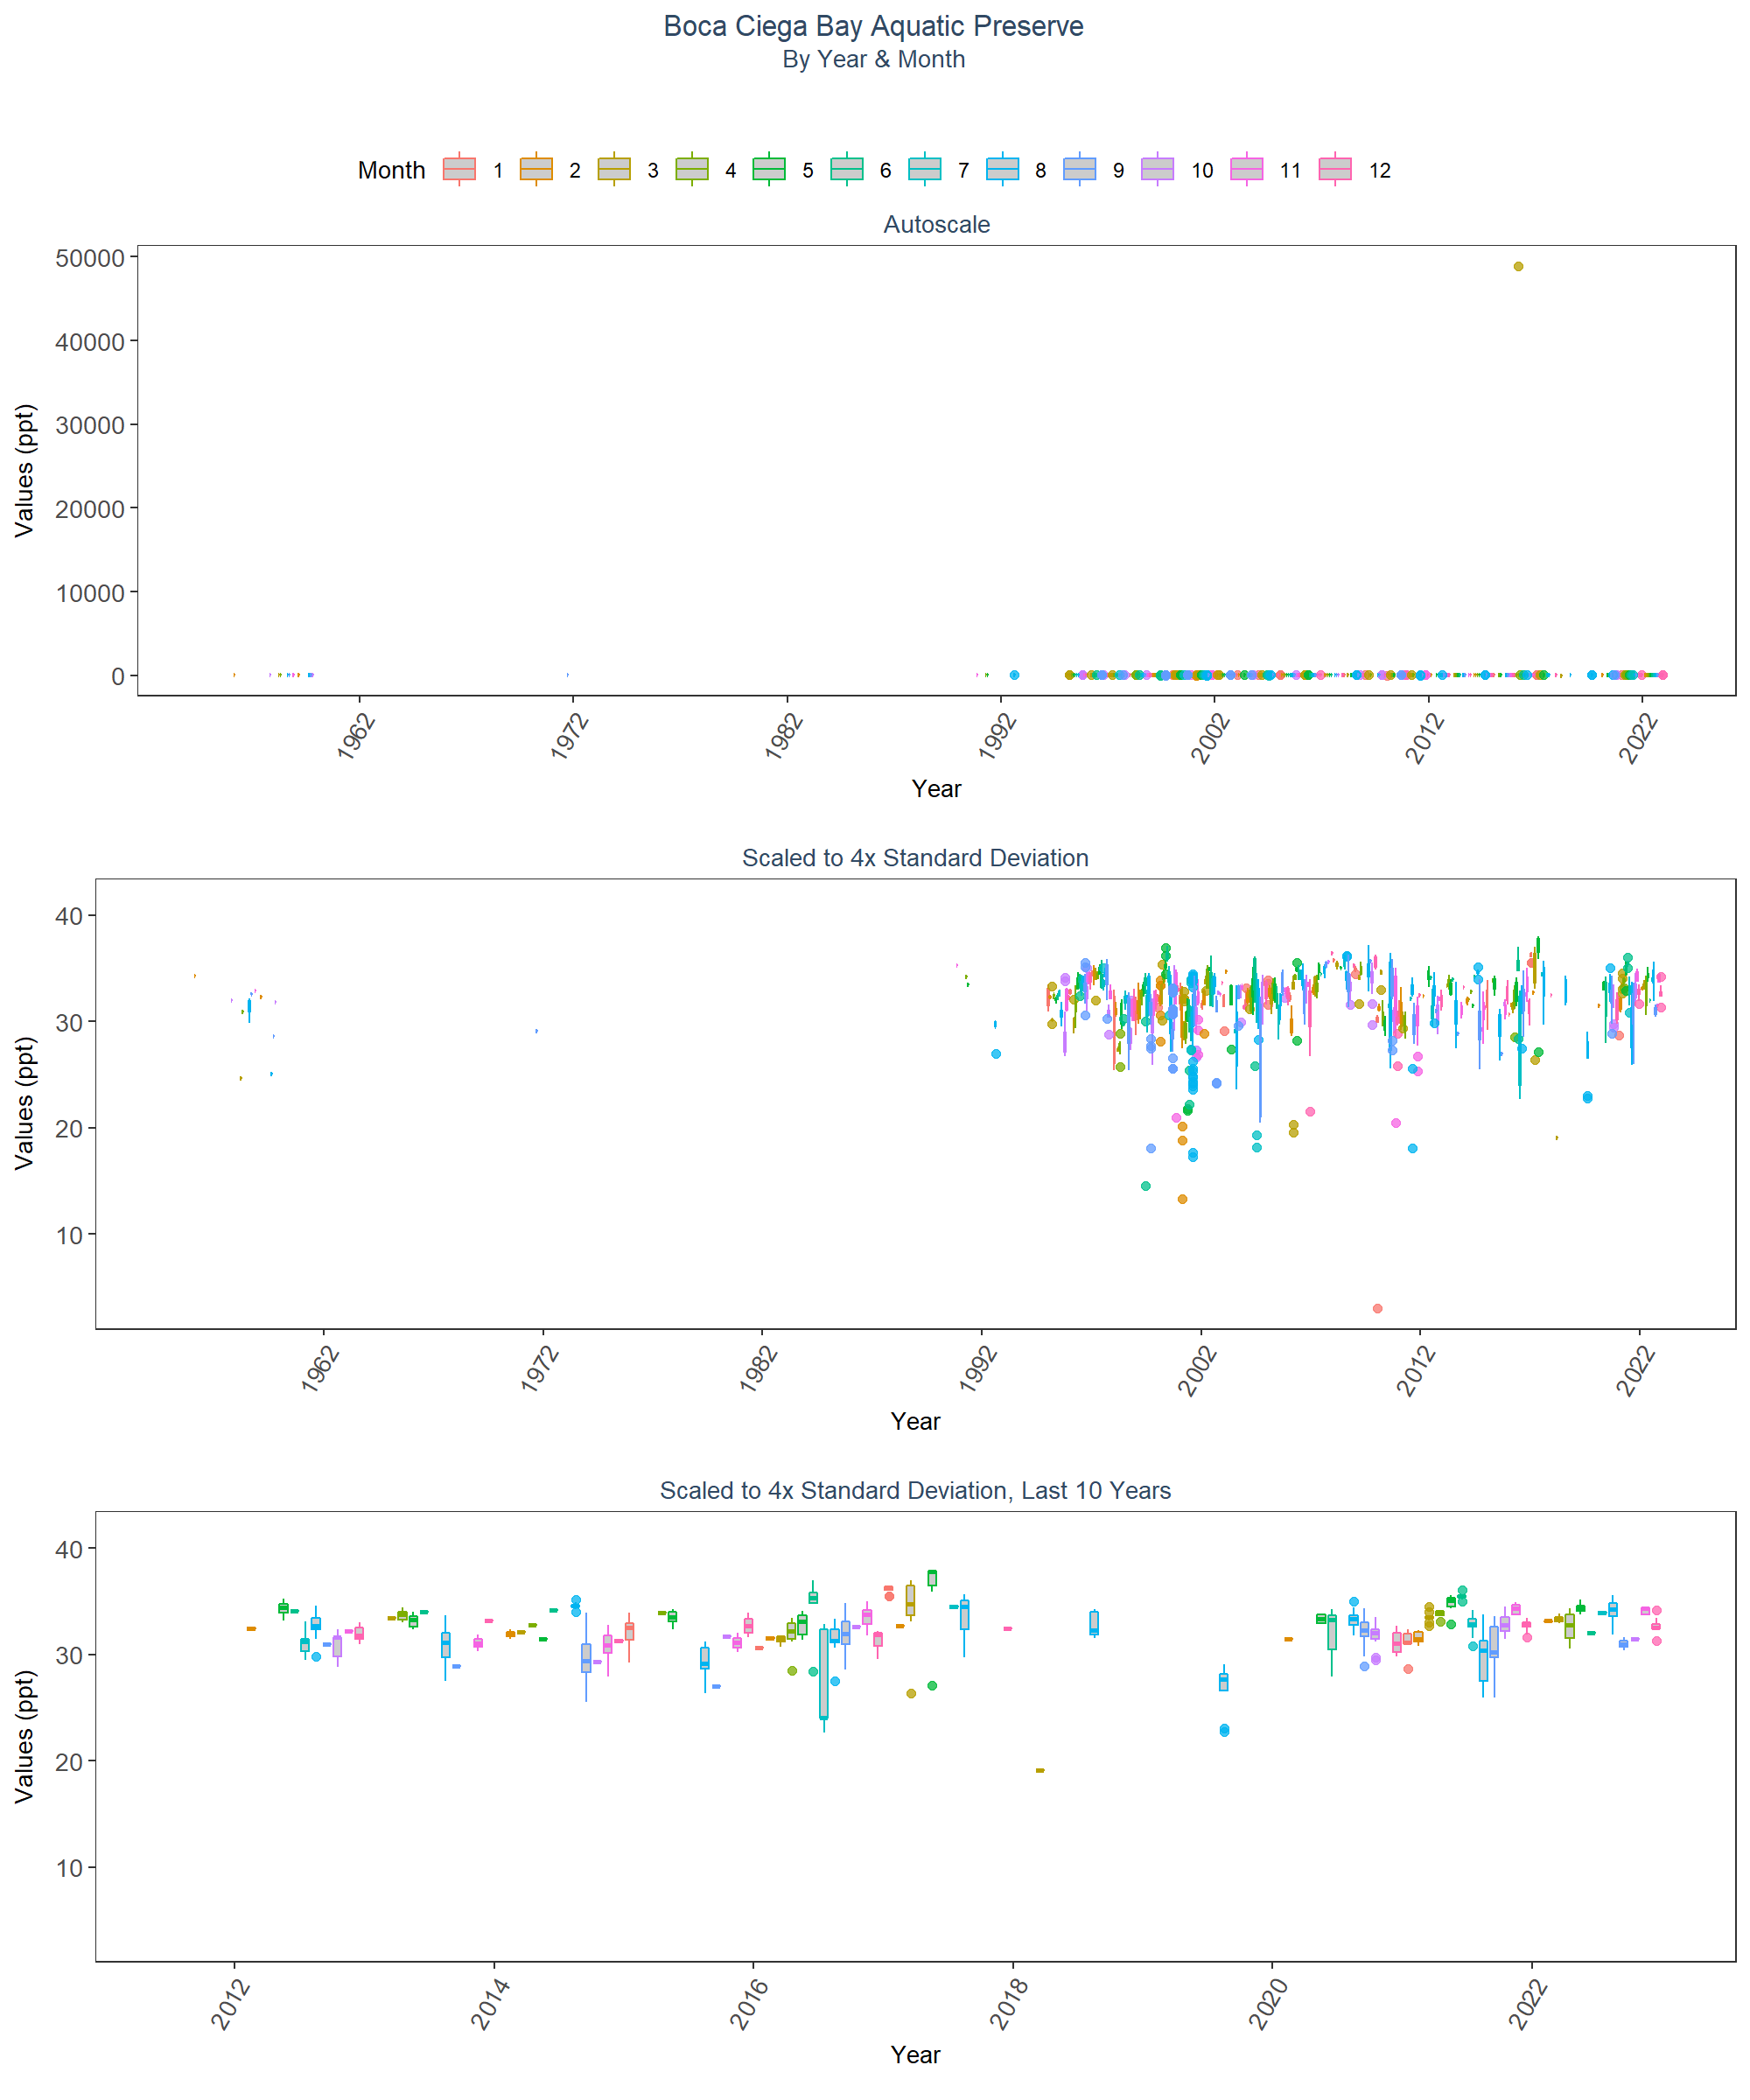 Boca Ciega Bay Aquatic Preserve
By Year & Month
Month 1 2 3 4 5 6 7 8 9 10 11 12
Autoscale
50000
40000
30000
20000
10000
0
Values (ppt)
1962 1972 1982 1992 2002 2012 2022
Year
Scaled to 4x Standard Deviation
40
30
20
10
Values (ppt)
1962 1972 1982 1992 2002 2012 2022
Year
Scaled to 4x Standard Deviation, Last 10 Years
40
30
20
10
Values (ppt)
2012 2014 2016 2018 2020 2022
Year